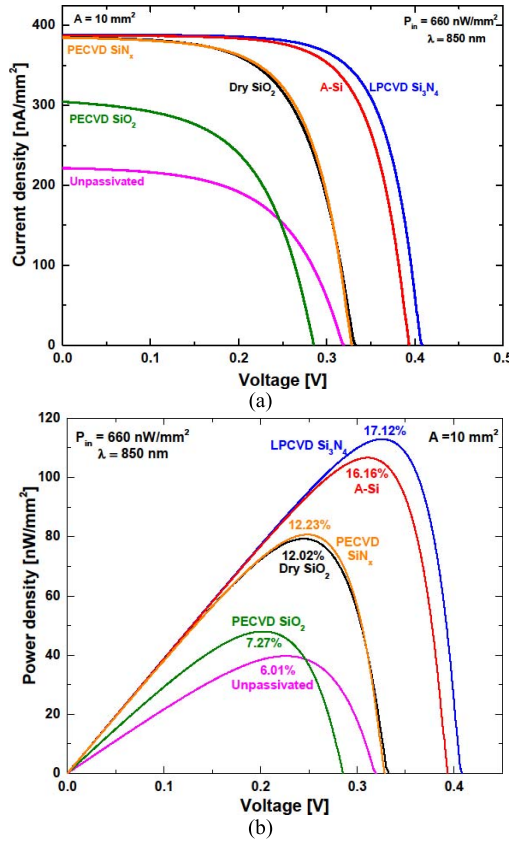 A = 10 mm²
P_in = 660 nW/mm²
λ = 850 nm
PECVD SiN_x
Dry SiO₂
A-Si
LPCVD Si₃N₄
PECVD SiO₂
Unpassivated
Current density [nA/mm²]
400
300
200
100
0
0.0 0.1 0.2 0.3 0.4 0.5
Voltage [V]
(a)
P_in = 660 nW/mm²
λ = 850 nm
A =10 mm²
17.12%
LPCVD Si₃N₄
16.16%
A-Si
12.23%
PECVD
SiN_x
12.02%
Dry SiO₂
PECVD SiO₂
7.27%
6.01%
Unpassivated
Power density [nW/mm²]
120
100
80
60
40
20
0
0.0 0.1 0.2 0.3 0.4
Voltage [V]
(b)